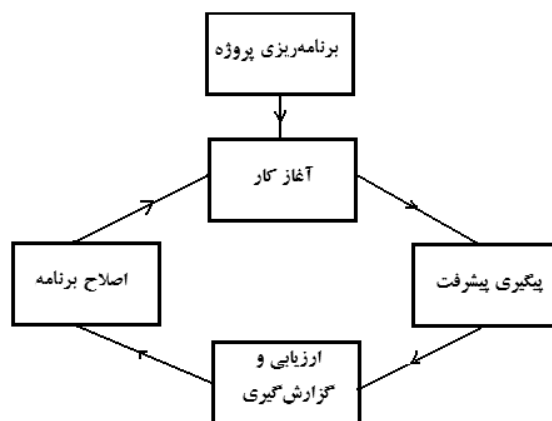 برنامه‌ریزی پروژه
آغاز کار
پیگیری پیشرفت
ارزیابی و
گزارش‌گیری
اصلاح برنامه